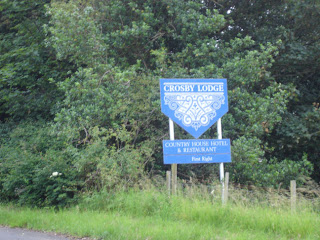 CROSBY LODGE
COUNTRY HOUSE HOTEL
& RESTAURANT
First Right